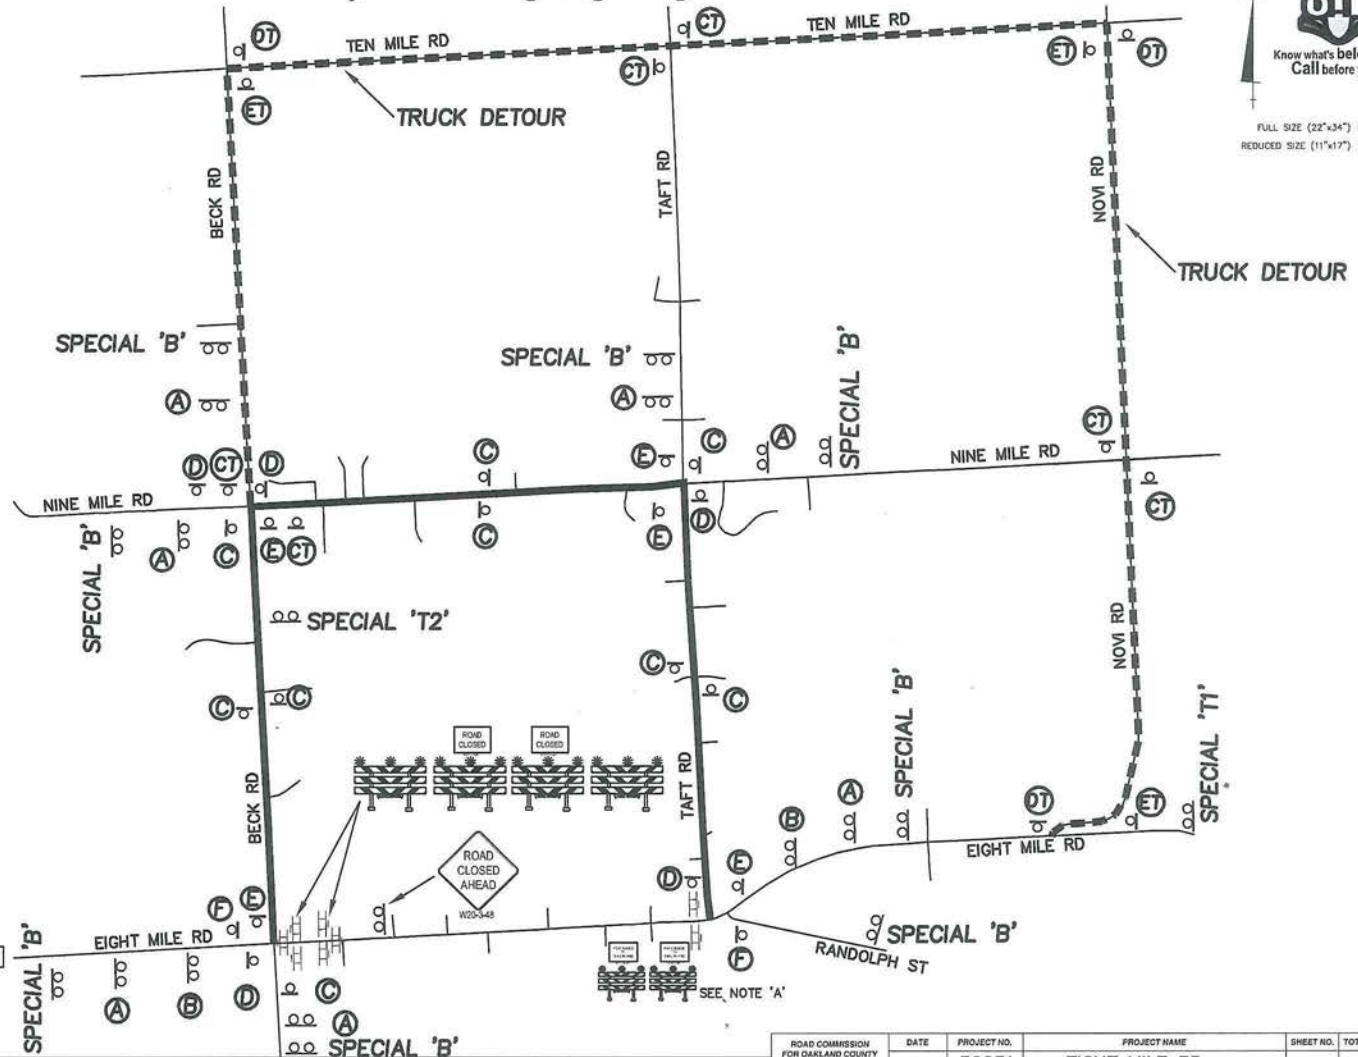 DT
TEN MILE RD
CT
TEN MILE RD
ET
DT
ET
CT
TRUCK DETOUR
Know what's
Call before
FULL SIZE (22"x34")
REDUCED SIZE (11"x17")
BECK RD
TAFT RD
NOVI RD
TRUCK DETOUR
SPECIAL 'B'
SPECIAL 'B'
SPECIAL 'B'
A
A
A
D
CT
D
C
E
C
NINE MILE RD
CT
NINE MILE RD
SPECIAL 'B'
A
C
E
CT
C
E
D
CT
SPECIAL 'T2'
C
C
C
C
NOVI RD
SPECIAL 'B'
SPECIAL 'T1'
ROAD
CLOSED
ROAD
CLOSED
BECK RD
TAFT RD
ROAD
CLOSED
AHEAD
W20-3-48
B
A
DT
ET
EIGHT MILE RD
F
E
D
E
EIGHT MILE RD
SPECIAL 'B'
RANDOLPH ST
F
SPECIAL 'B'
A
B
D
C
A
SPECIAL 'B'
SEE NOTE 'A'
ROAD COMMISSION
FOR OAKLAND COUNTY
DATE
PROJECT NO.
PROJECT NAME
SHEET NO.